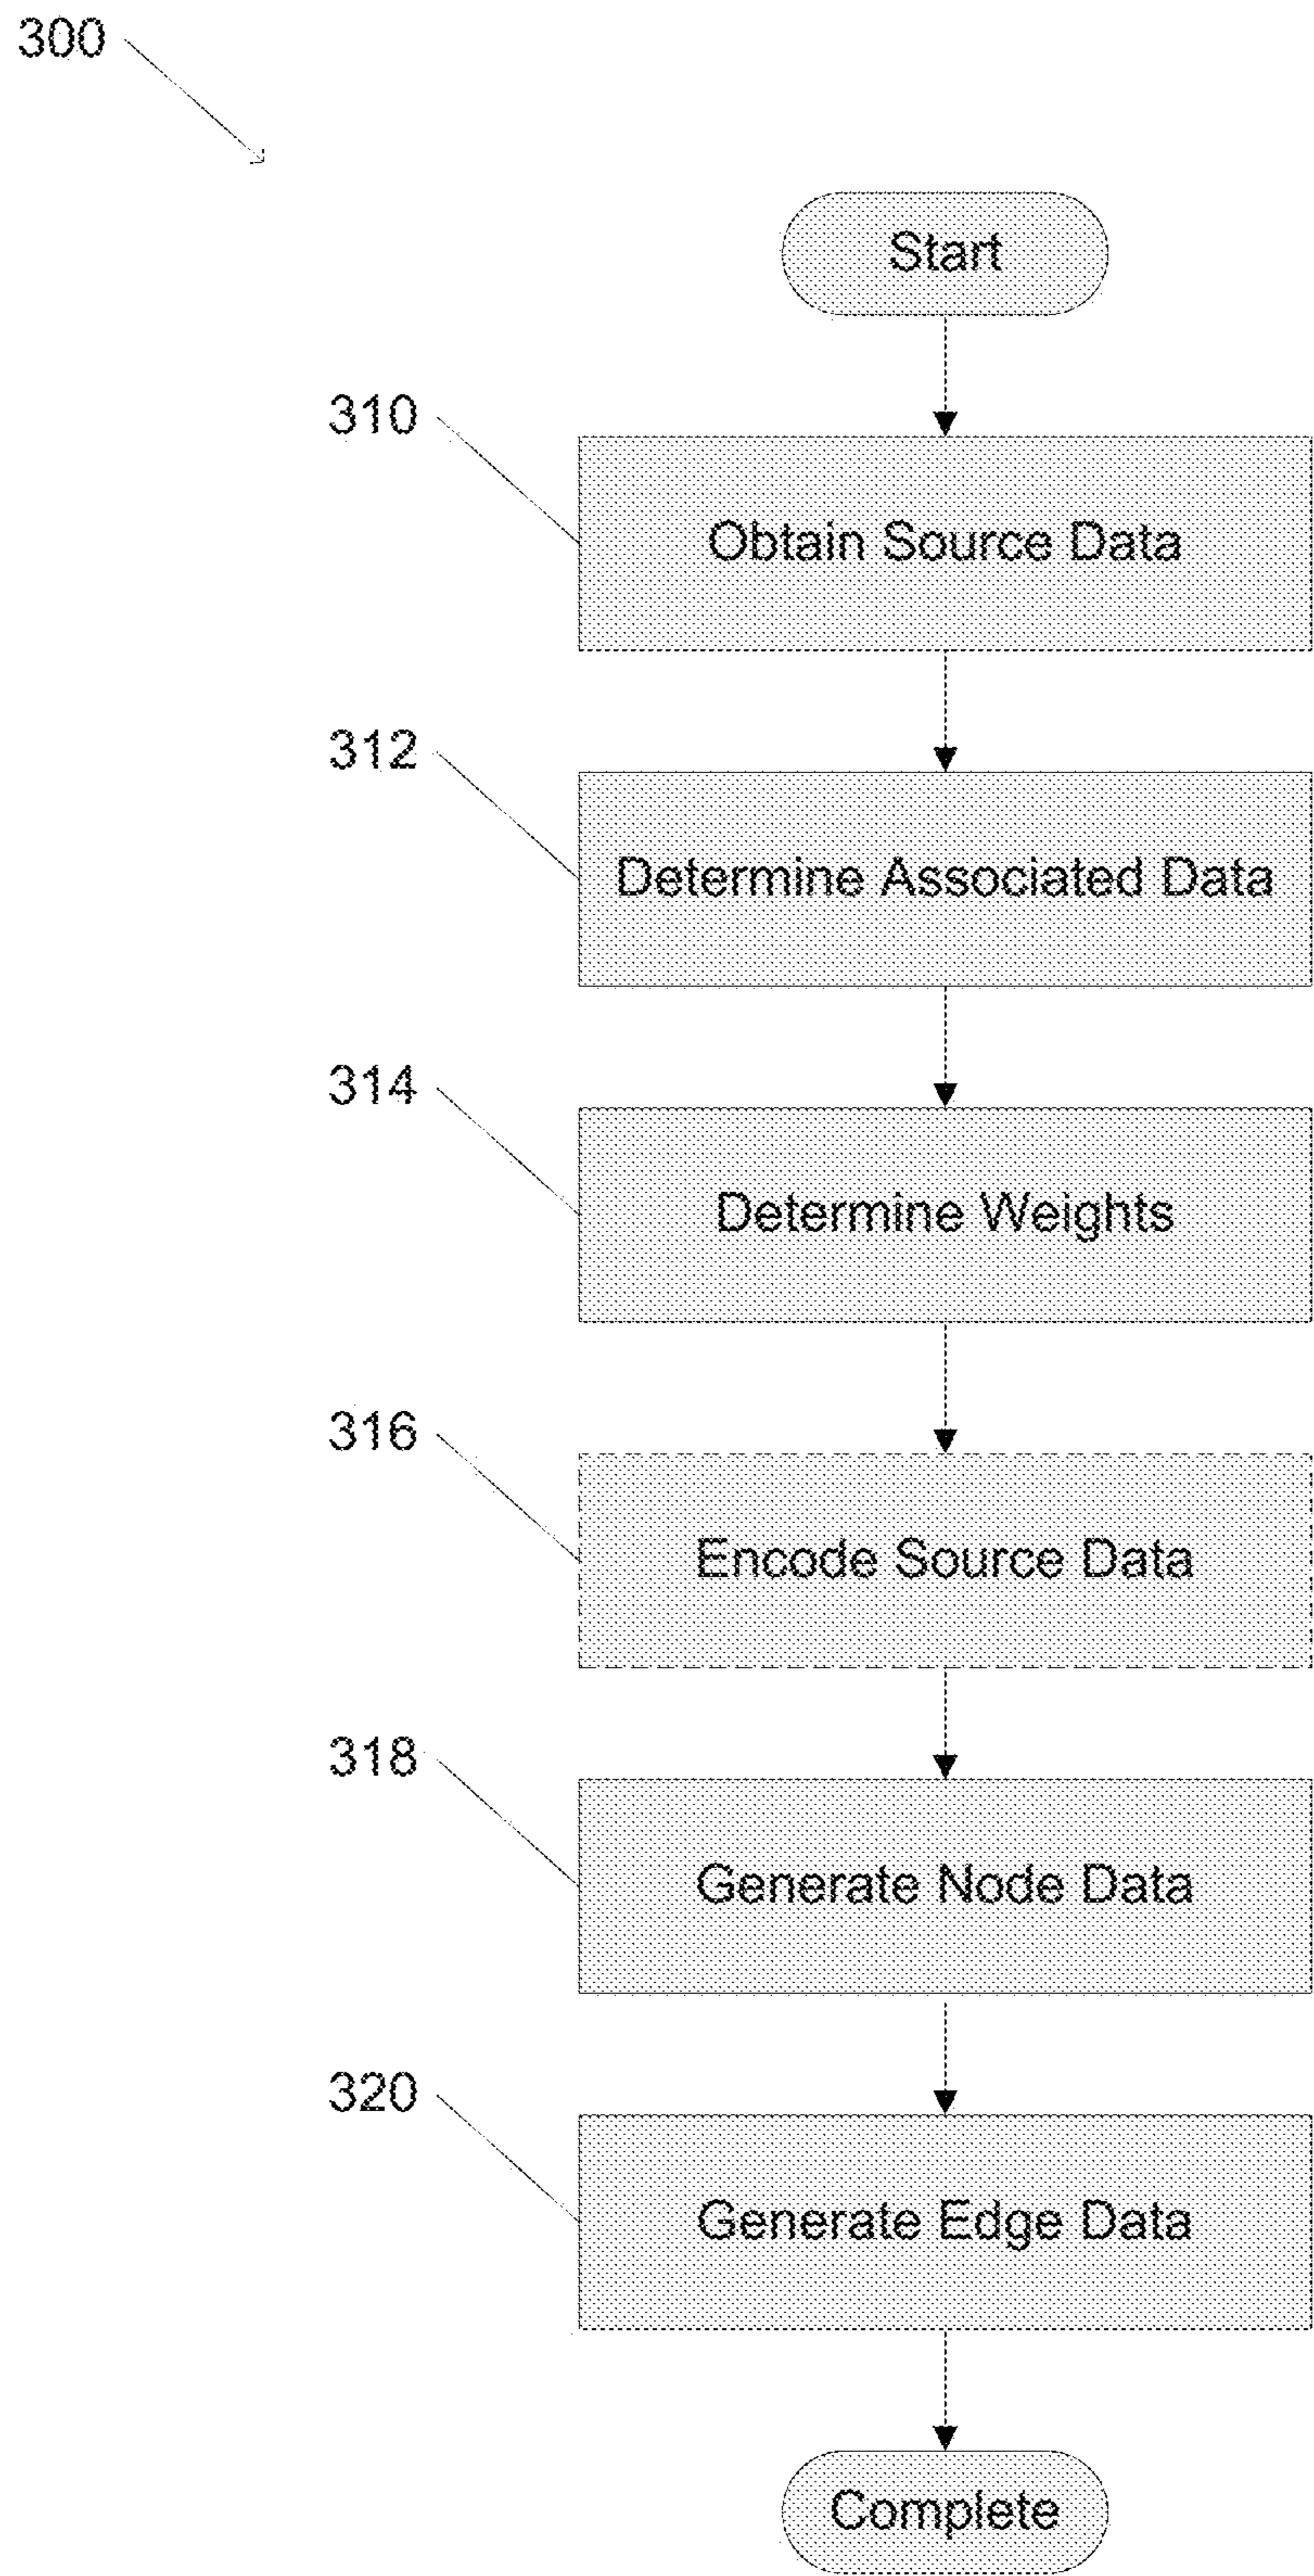 300
Start
310
Obtain Source Data
312
Determine Associated Data
314
Determine Weights
316
Encode Source Data
318
Generate Node Data
320
Generate Edge Data
Complete